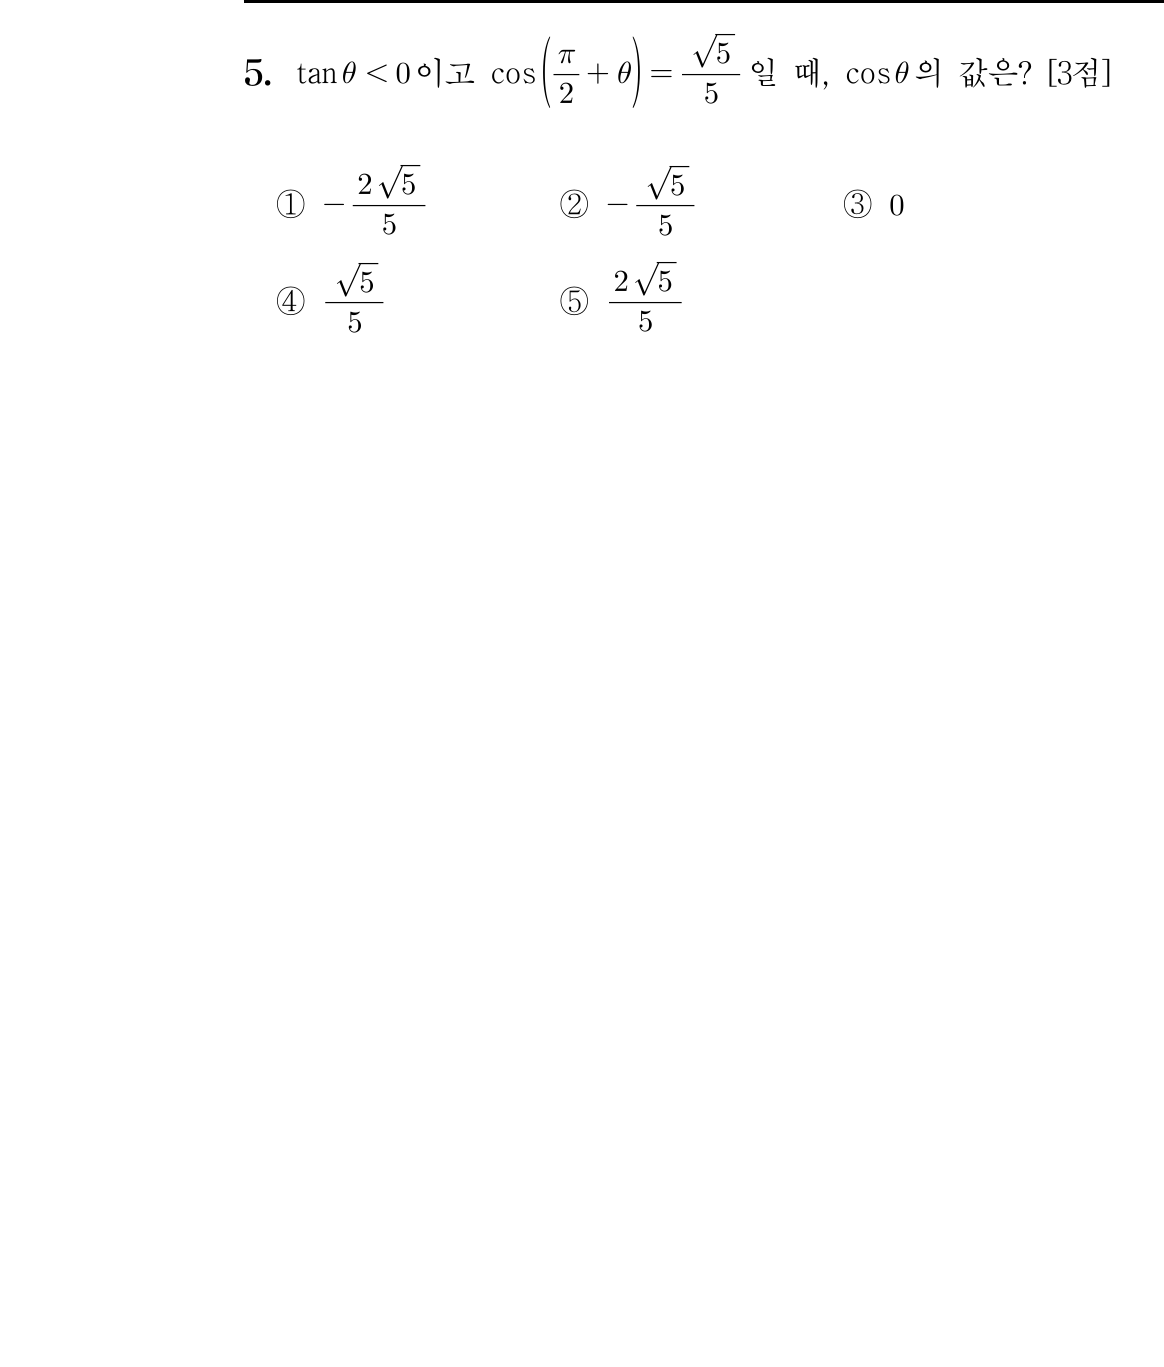 5. tanθ < 0이고 cos(π/2 + θ) = √5/5 일 때, cosθ의 값은? [3점]
① −2√5/5 ② −√5/5 ③ 0
④ √5/5 ⑤ 2√5/5